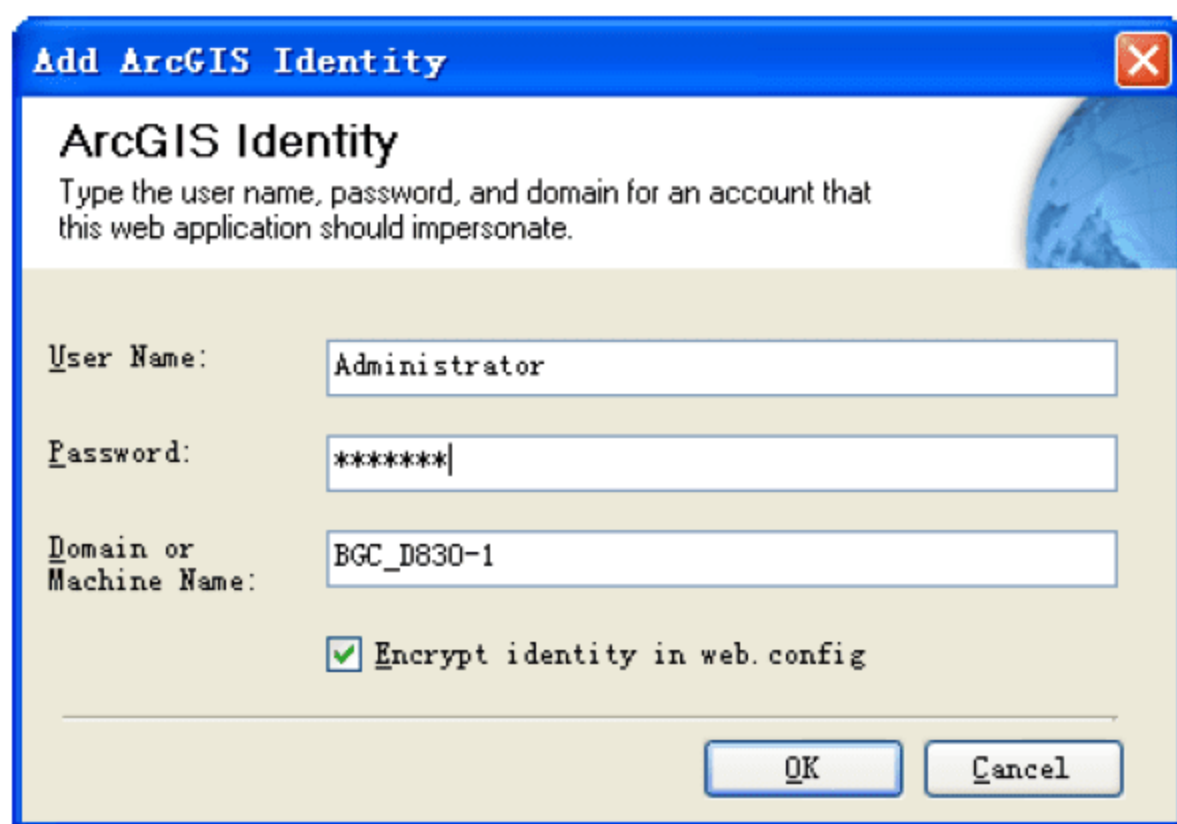 Add ArcGIS Identity
ArcGIS Identity
Type the user name, password, and domain for an account that
this web application should impersonate.
User Name:
Administrator
Password:
*******
Domain or
Machine Name:
BGC_D830-1
Encrypt identity in web.config
OK
Cancel